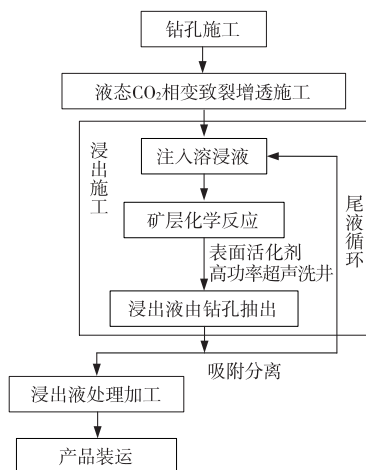 钻孔施工
液态CO₂相变致裂增透施工
浸出施工
注入溶浸液
矿层化学反应
表面活化剂
高功率超声洗井
浸出液由钻孔抽出
尾液循环
吸附分离
浸出液处理加工
产品装运